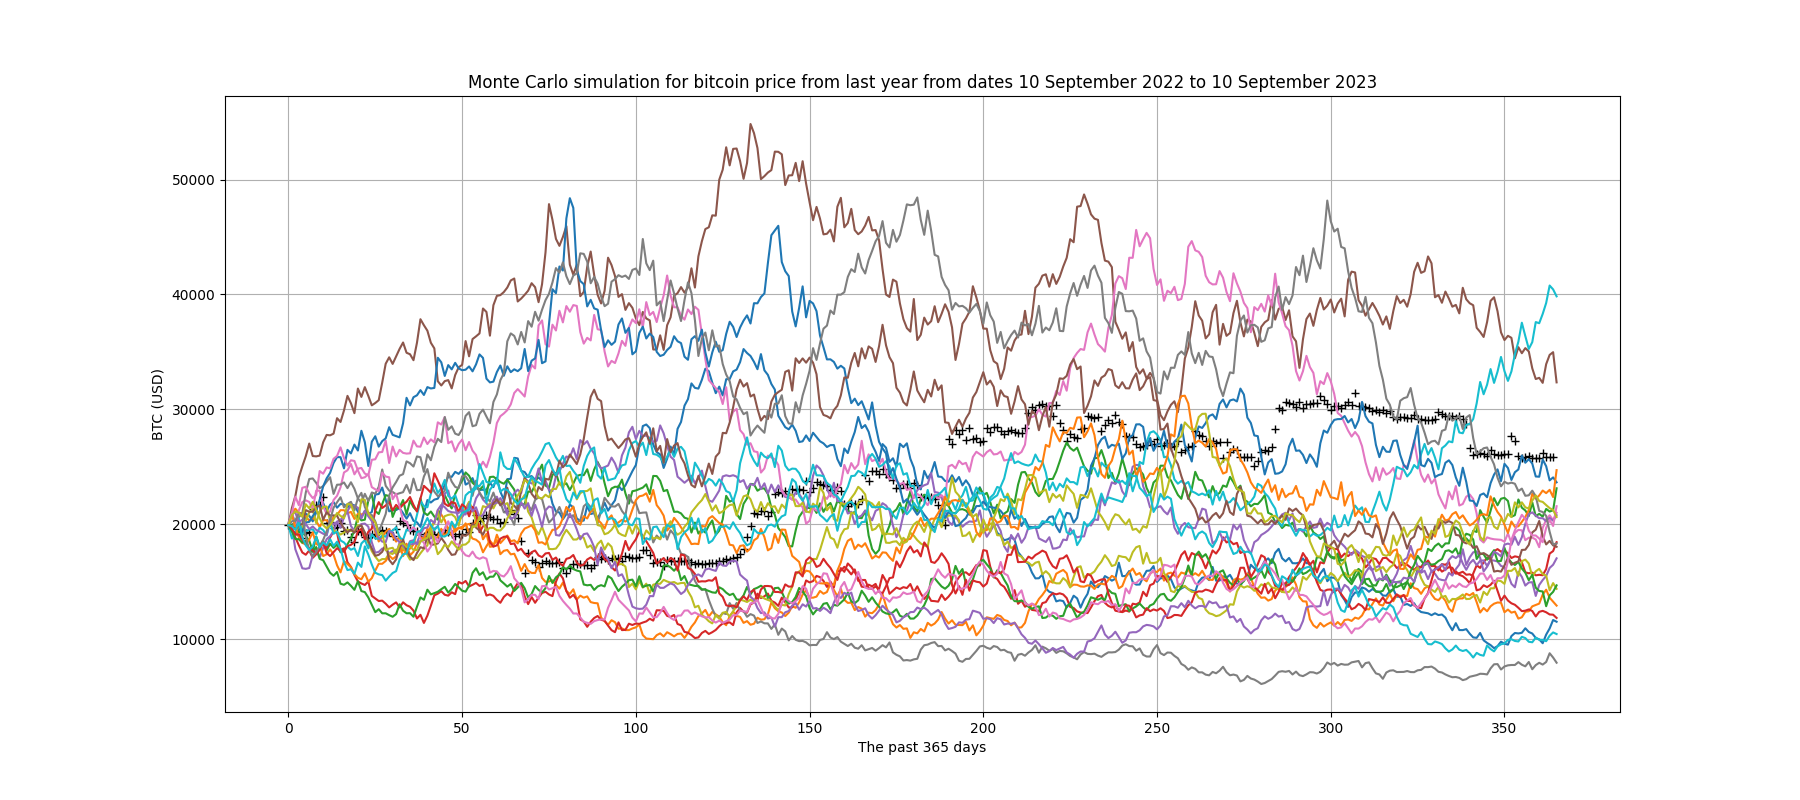 Monte Carlo simulation for bitcoin price from last year from dates 10 September 2022 to 10 September 2023
50000
40000
30000
20000
10000
BTC (USD)
0 50 100 150 200 250 300 350
The past 365 days